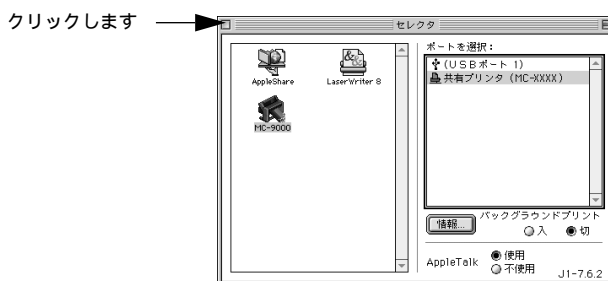 クリックします
セレクタ
AppleShare
LaserWriter 8
MC-9000
ポートを選択：
(USBポート 1)
共有プリンタ (MC-XXXX)
情報...
バックグラウンドプリント
入 切
AppleTalk
使用
不使用
J1-7.6.2